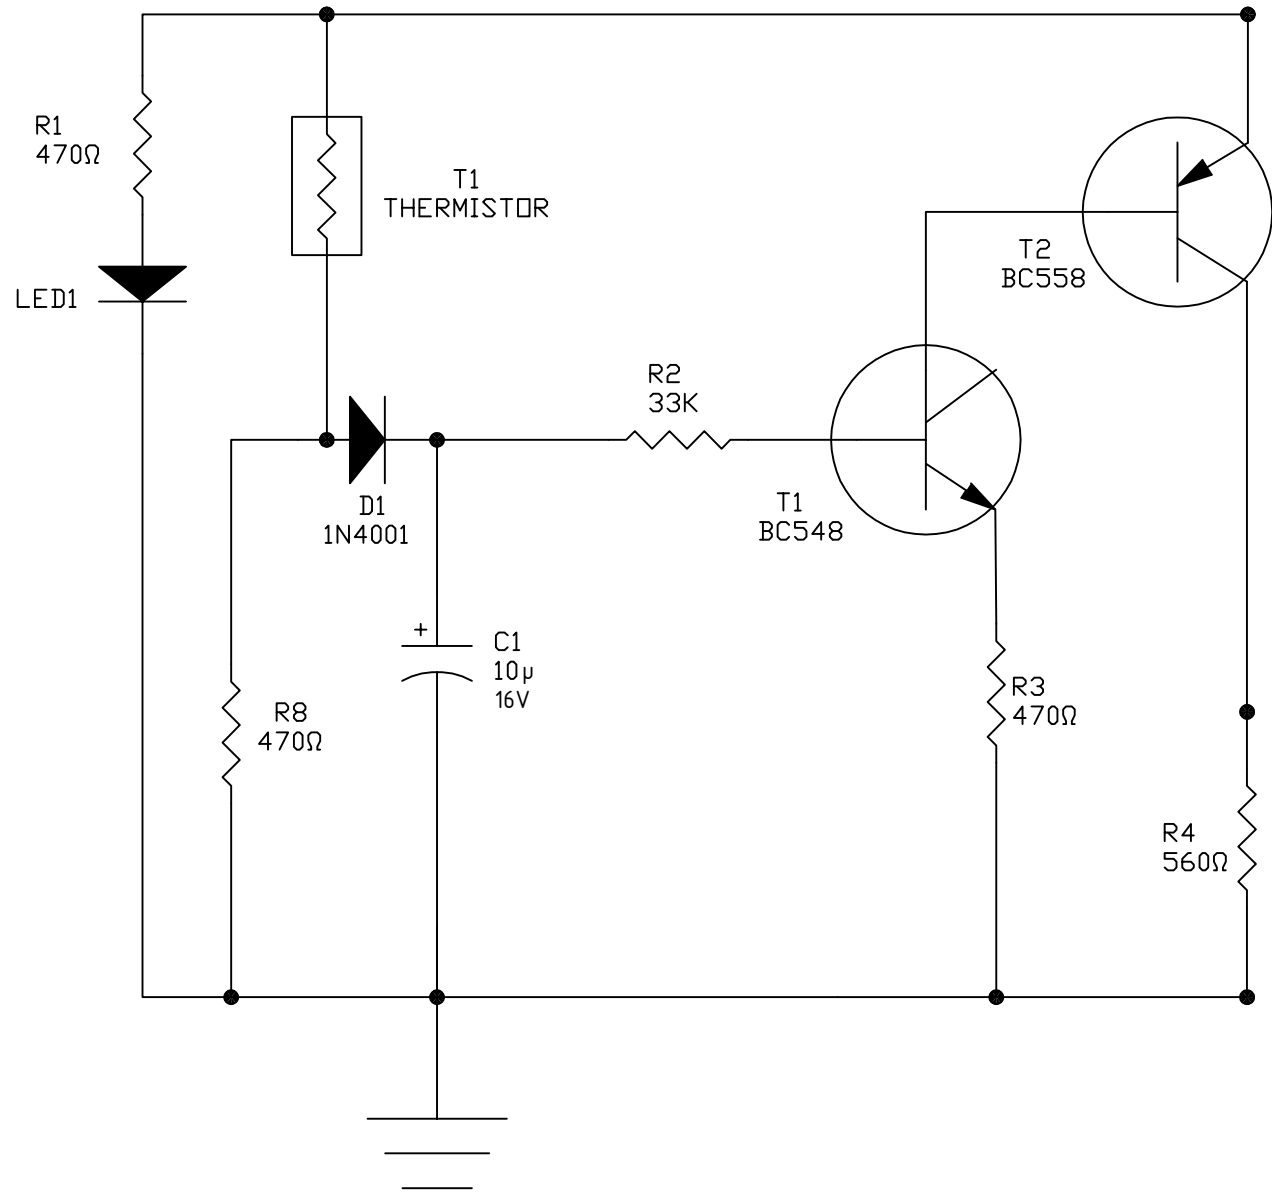 R1
470Ω
T1
THERMISTOR
T2
BC558
LED1
R2
33K
D1
1N4001
T1
BC548
+
C1
10µ
16V
R3
470Ω
R8
470Ω
R4
560Ω